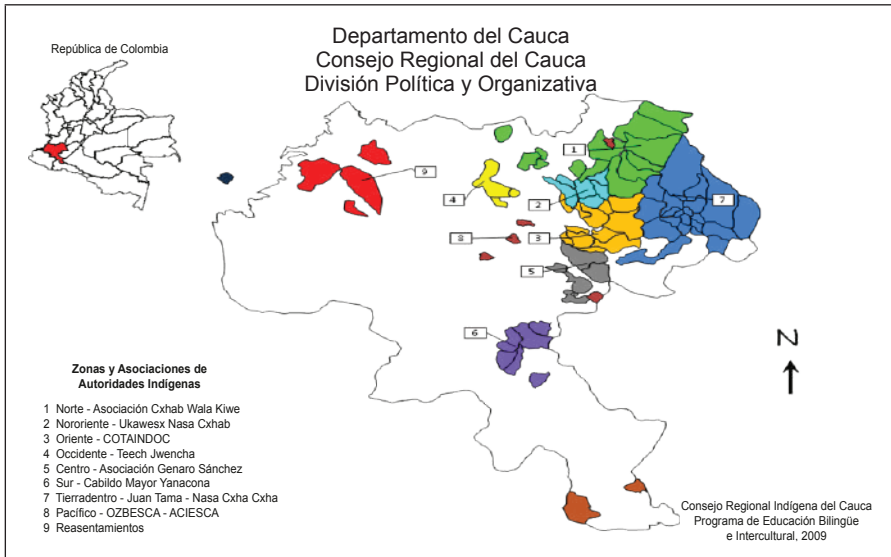 Departamento del Cauca
Consejo Regional del Cauca
División Política y Organizativa
República de Colombia
1
9
4
2
7
8
3
5
6
N
Zonas y Asociaciones de
Autoridades Indígenas
1 Norte - Asociación Cxhab Wala Kiwe
2 Nororiente - Ukawesx Nasa Cxhab
3 Oriente - COTAINDOC
4 Occidente - Teech Jwencha
5 Centro - Asociación Genaro Sánchez
6 Sur - Cabildo Mayor Yanacona
7 Tierradentro - Juan Tama - Nasa Cxha Cxha
8 Pacífico - OZBESCA - ACIESCA
9 Reasentamientos
Consejo Regional Indígena del Cauca
Programa de Educación Bilingüe
e Intercultural, 2009